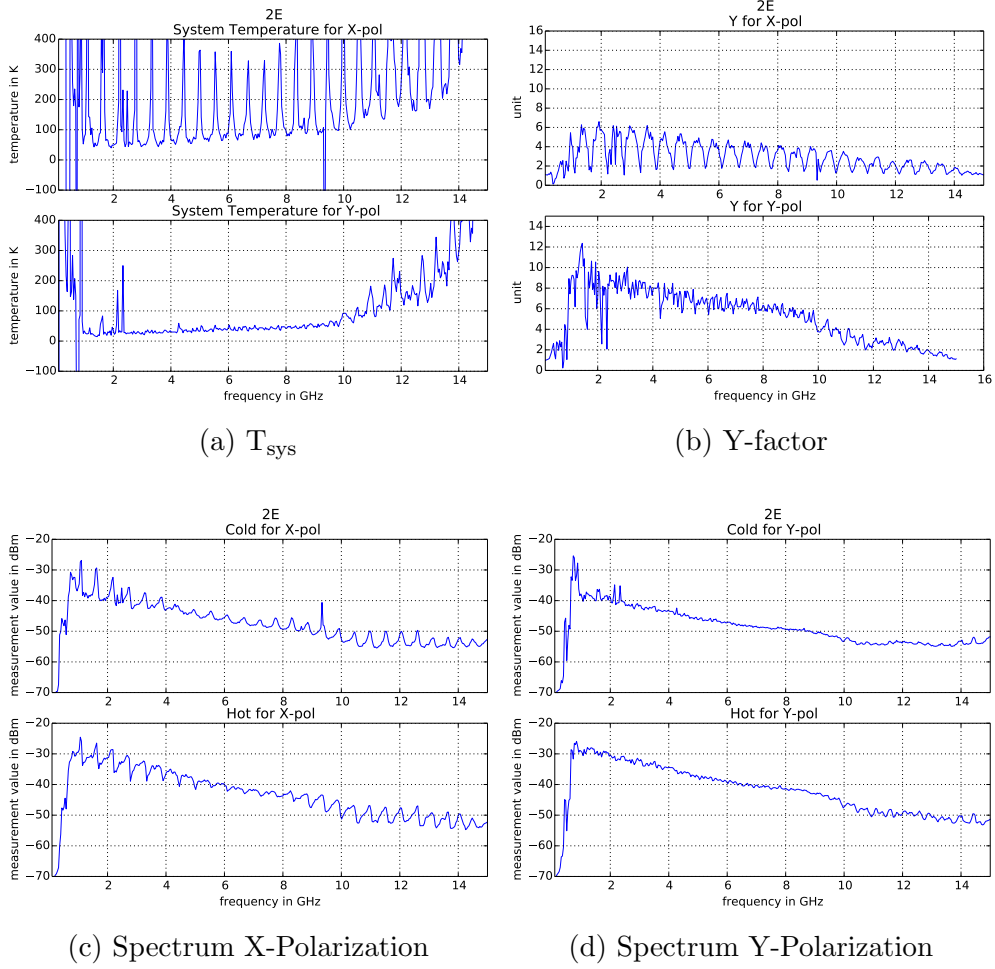 2E
System Temperature for X-pol
temperature in K
400
300
200
100
0
−100
2 4 6 8 10 12 14
System Temperature for Y-pol
temperature in K
400
300
200
100
0
−100
2 4 6 8 10 12 14
frequency in GHz
(a) Tsys
2E
Y for X-pol
unit
16
14
12
10
8
6
4
2
0
2 4 6 8 10 12 14
Y for Y-pol
unit
14
12
10
8
6
4
2
0
2 4 6 8 10 12 14 16
frequency in GHz
(b) Y-factor
2E
Cold for X-pol
measurement value in dBm
−20
−30
−40
−50
−60
−70
2 4 6 8 10 12 14
Hot for X-pol
measurement value in dBm
−20
−30
−40
−50
−60
−70
2 4 6 8 10 12 14
frequency in GHz
(c) Spectrum X-Polarization
2E
Cold for Y-pol
measurement value in dBm
−20
−30
−40
−50
−60
−70
2 4 6 8 10 12 14
Hot for Y-pol
measurement value in dBm
−20
−30
−40
−50
−60
−70
2 4 6 8 10 12 14
frequency in GHz
(d) Spectrum Y-Polarization